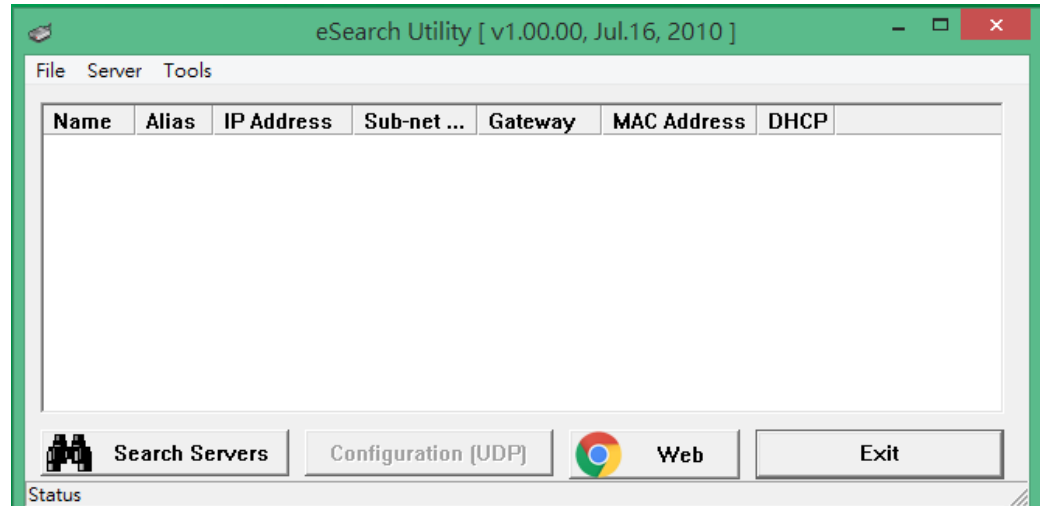 eSearch Utility [ v1.00.00, Jul.16, 2010 ]
File Server Tools
Name Alias IP Address Sub-net ... Gateway MAC Address DHCP
Search Servers Configuration (UDP) Web Exit
Status